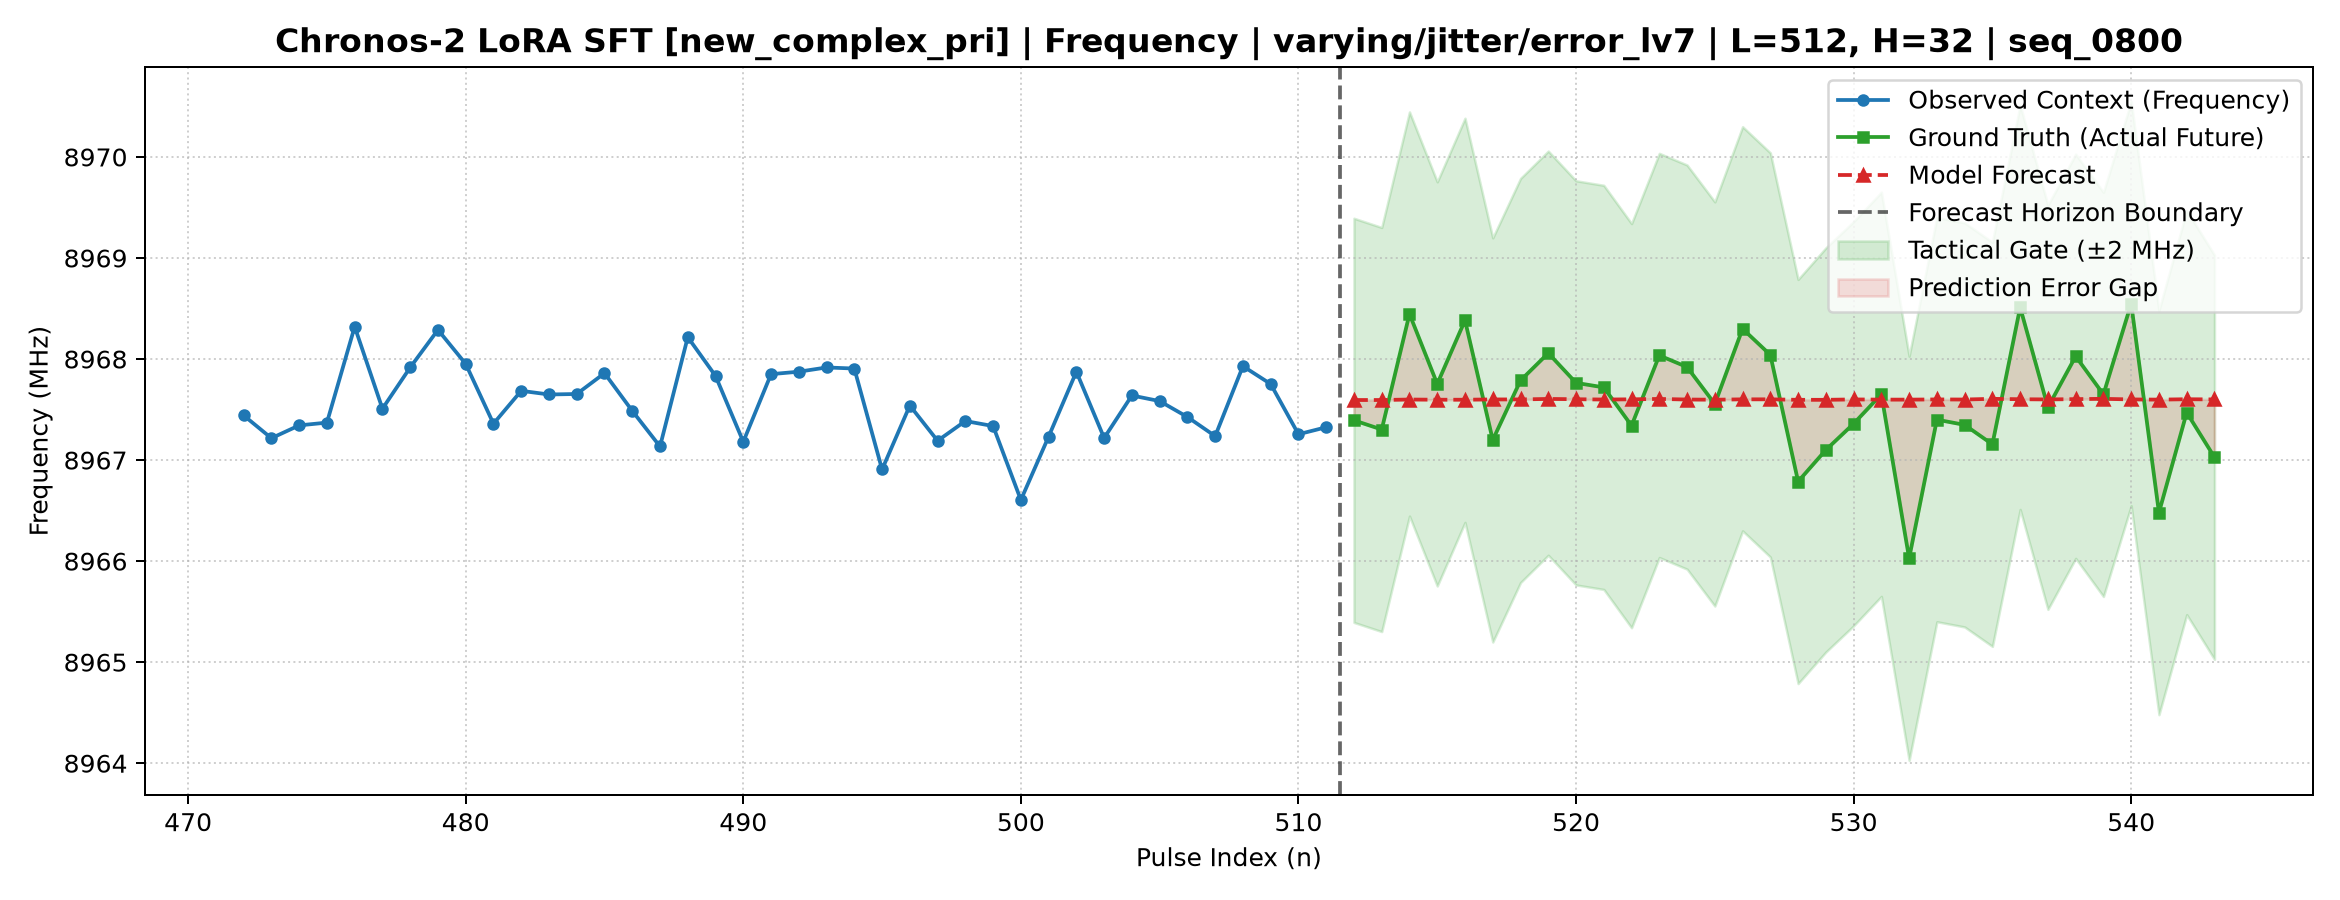 Chronos-2 LoRA SFT [new_complex_pri] | Frequency | varying/jitter/error_lv7 | L=512, H=32 | seq_0800
Observed Context (Frequency)
Ground Truth (Actual Future)
Model Forecast
Forecast Horizon Boundary
Tactical Gate (±2 MHz)
Prediction Error Gap
Frequency (MHz)
8970
8969
8968
8967
8966
8965
8964
470 480 490 500 510 520 530 540
Pulse Index (n)